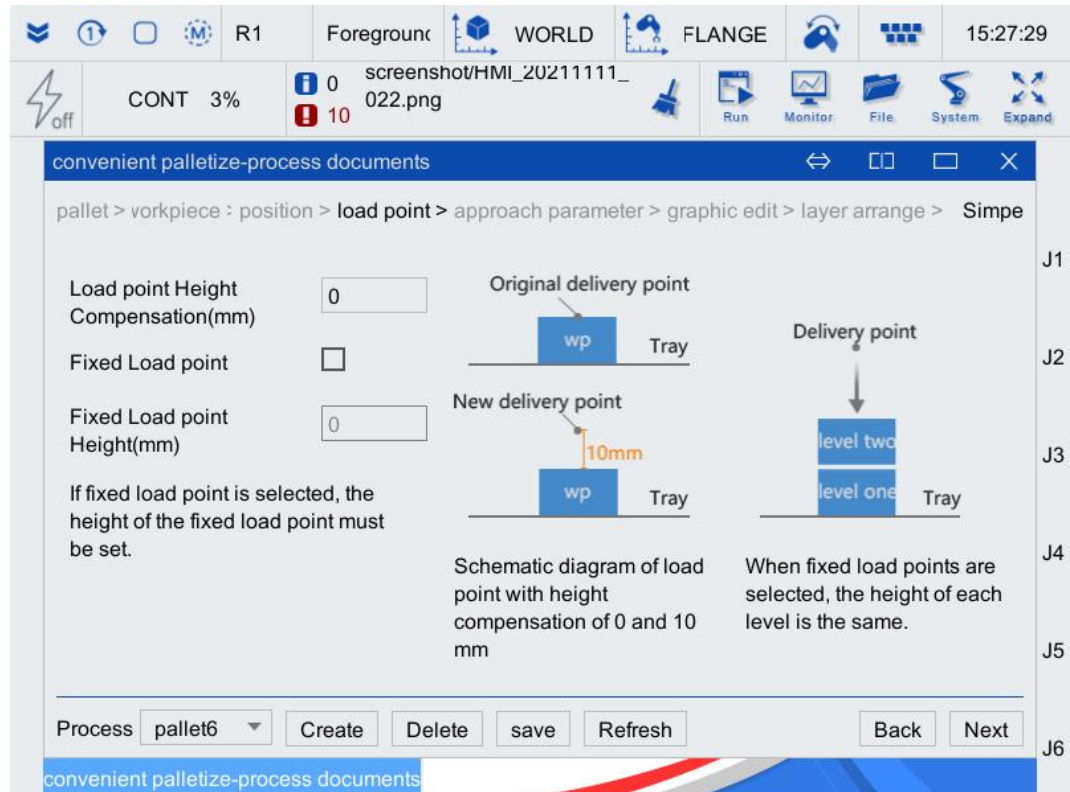 R1 Foregrounc WORLD FLANGE 15:27:29
off CONT 3% 0 screenshot/HMI_20211111_
10 022.png
Run Monitor File System Expand
convenient palletize-process documents
pallet > vorkpiece : position > load point > approach parameter > graphic edit > layer arrange > Simpe
J1
Load point Height
Compensation(mm)
0
Fixed Load point
Fixed Load point
Height(mm)
0
If fixed load point is selected, the
height of the fixed load point must
be set.
Original delivery point
wp Tray
New delivery point
10mm
wp Tray
Schematic diagram of load
point with height
compensation of 0 and 10
mm
Delivery point
level two
level one Tray
When fixed load points are
selected, the height of each
level is the same.
J2
J3
J4
J5
J6
Process pallet6 Create Delete save Refresh Back Next
convenient palletize-process documents